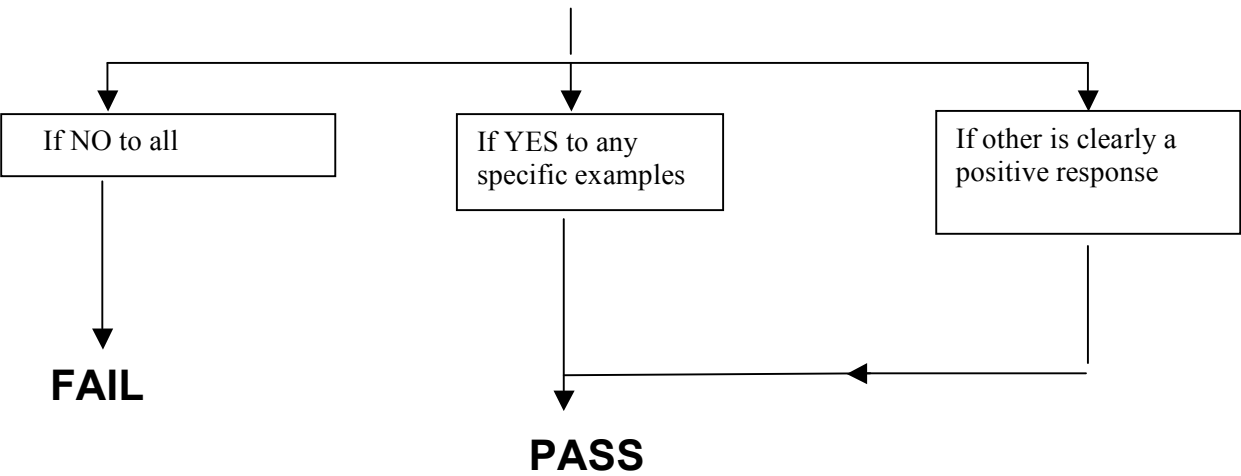 If NO to all
If YES to any
specific examples
If other is clearly a
positive response
FAIL
PASS